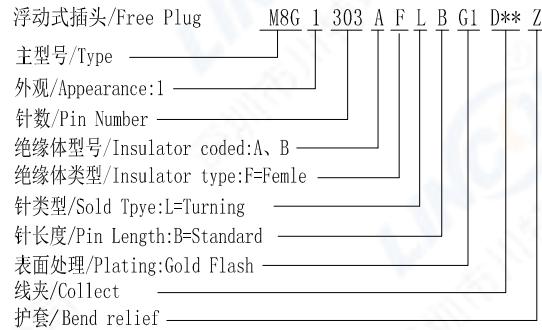 浮动式插头/Free Plug M8G 1 303 A F L B G1 D** Z
主型号/Type
外观/Appearance:1
针数/Pin Number
绝缘体型号/Insulator coded:A、B
绝缘体类型/Insulator type:F=Femle
针类型/Sold Tpye:L=Turning
针长度/Pin Length:B=Standard
表面处理/Plating:Gold Flash
线夹/Collect
护套/Bend relief